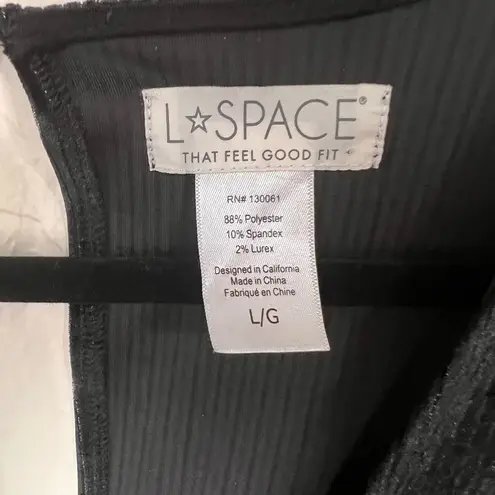 L☆SPACE®
THAT FEEL GOOD FIT
RN# 130061
88% Polyester
10% Spandex
2% Lurex
Designed in California
Made in China
Fabriqué en Chine
L/G